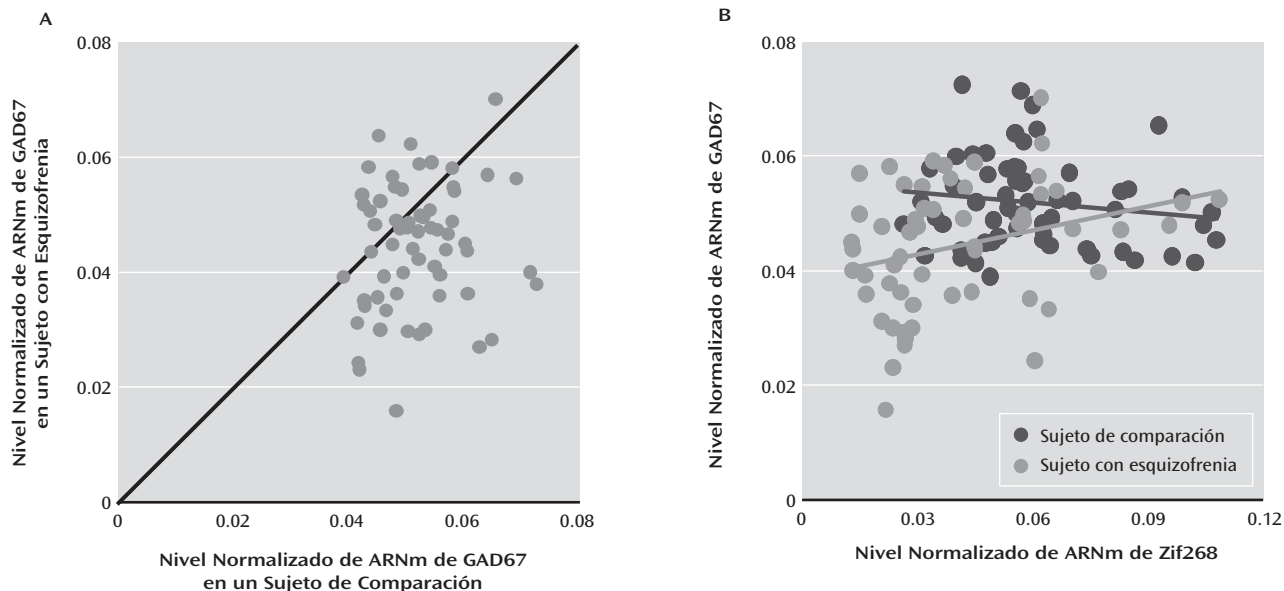 A
Nivel Normalizado de ARNm de GAD67
en un Sujeto con Esquizofrenia
0.08
0.06
0.04
0.02
0
0
0.02
0.04
0.06
0.08
Nivel Normalizado de ARNm de GAD67
en un Sujeto de Comparación
B
Nivel Normalizado de ARNm de GAD67
0.08
0.06
0.04
0.02
0
Sujeto de comparación
Sujeto con esquizofrenia
0
0.03
0.06
0.09
0.12
Nivel Normalizado de ARNm de Zif268